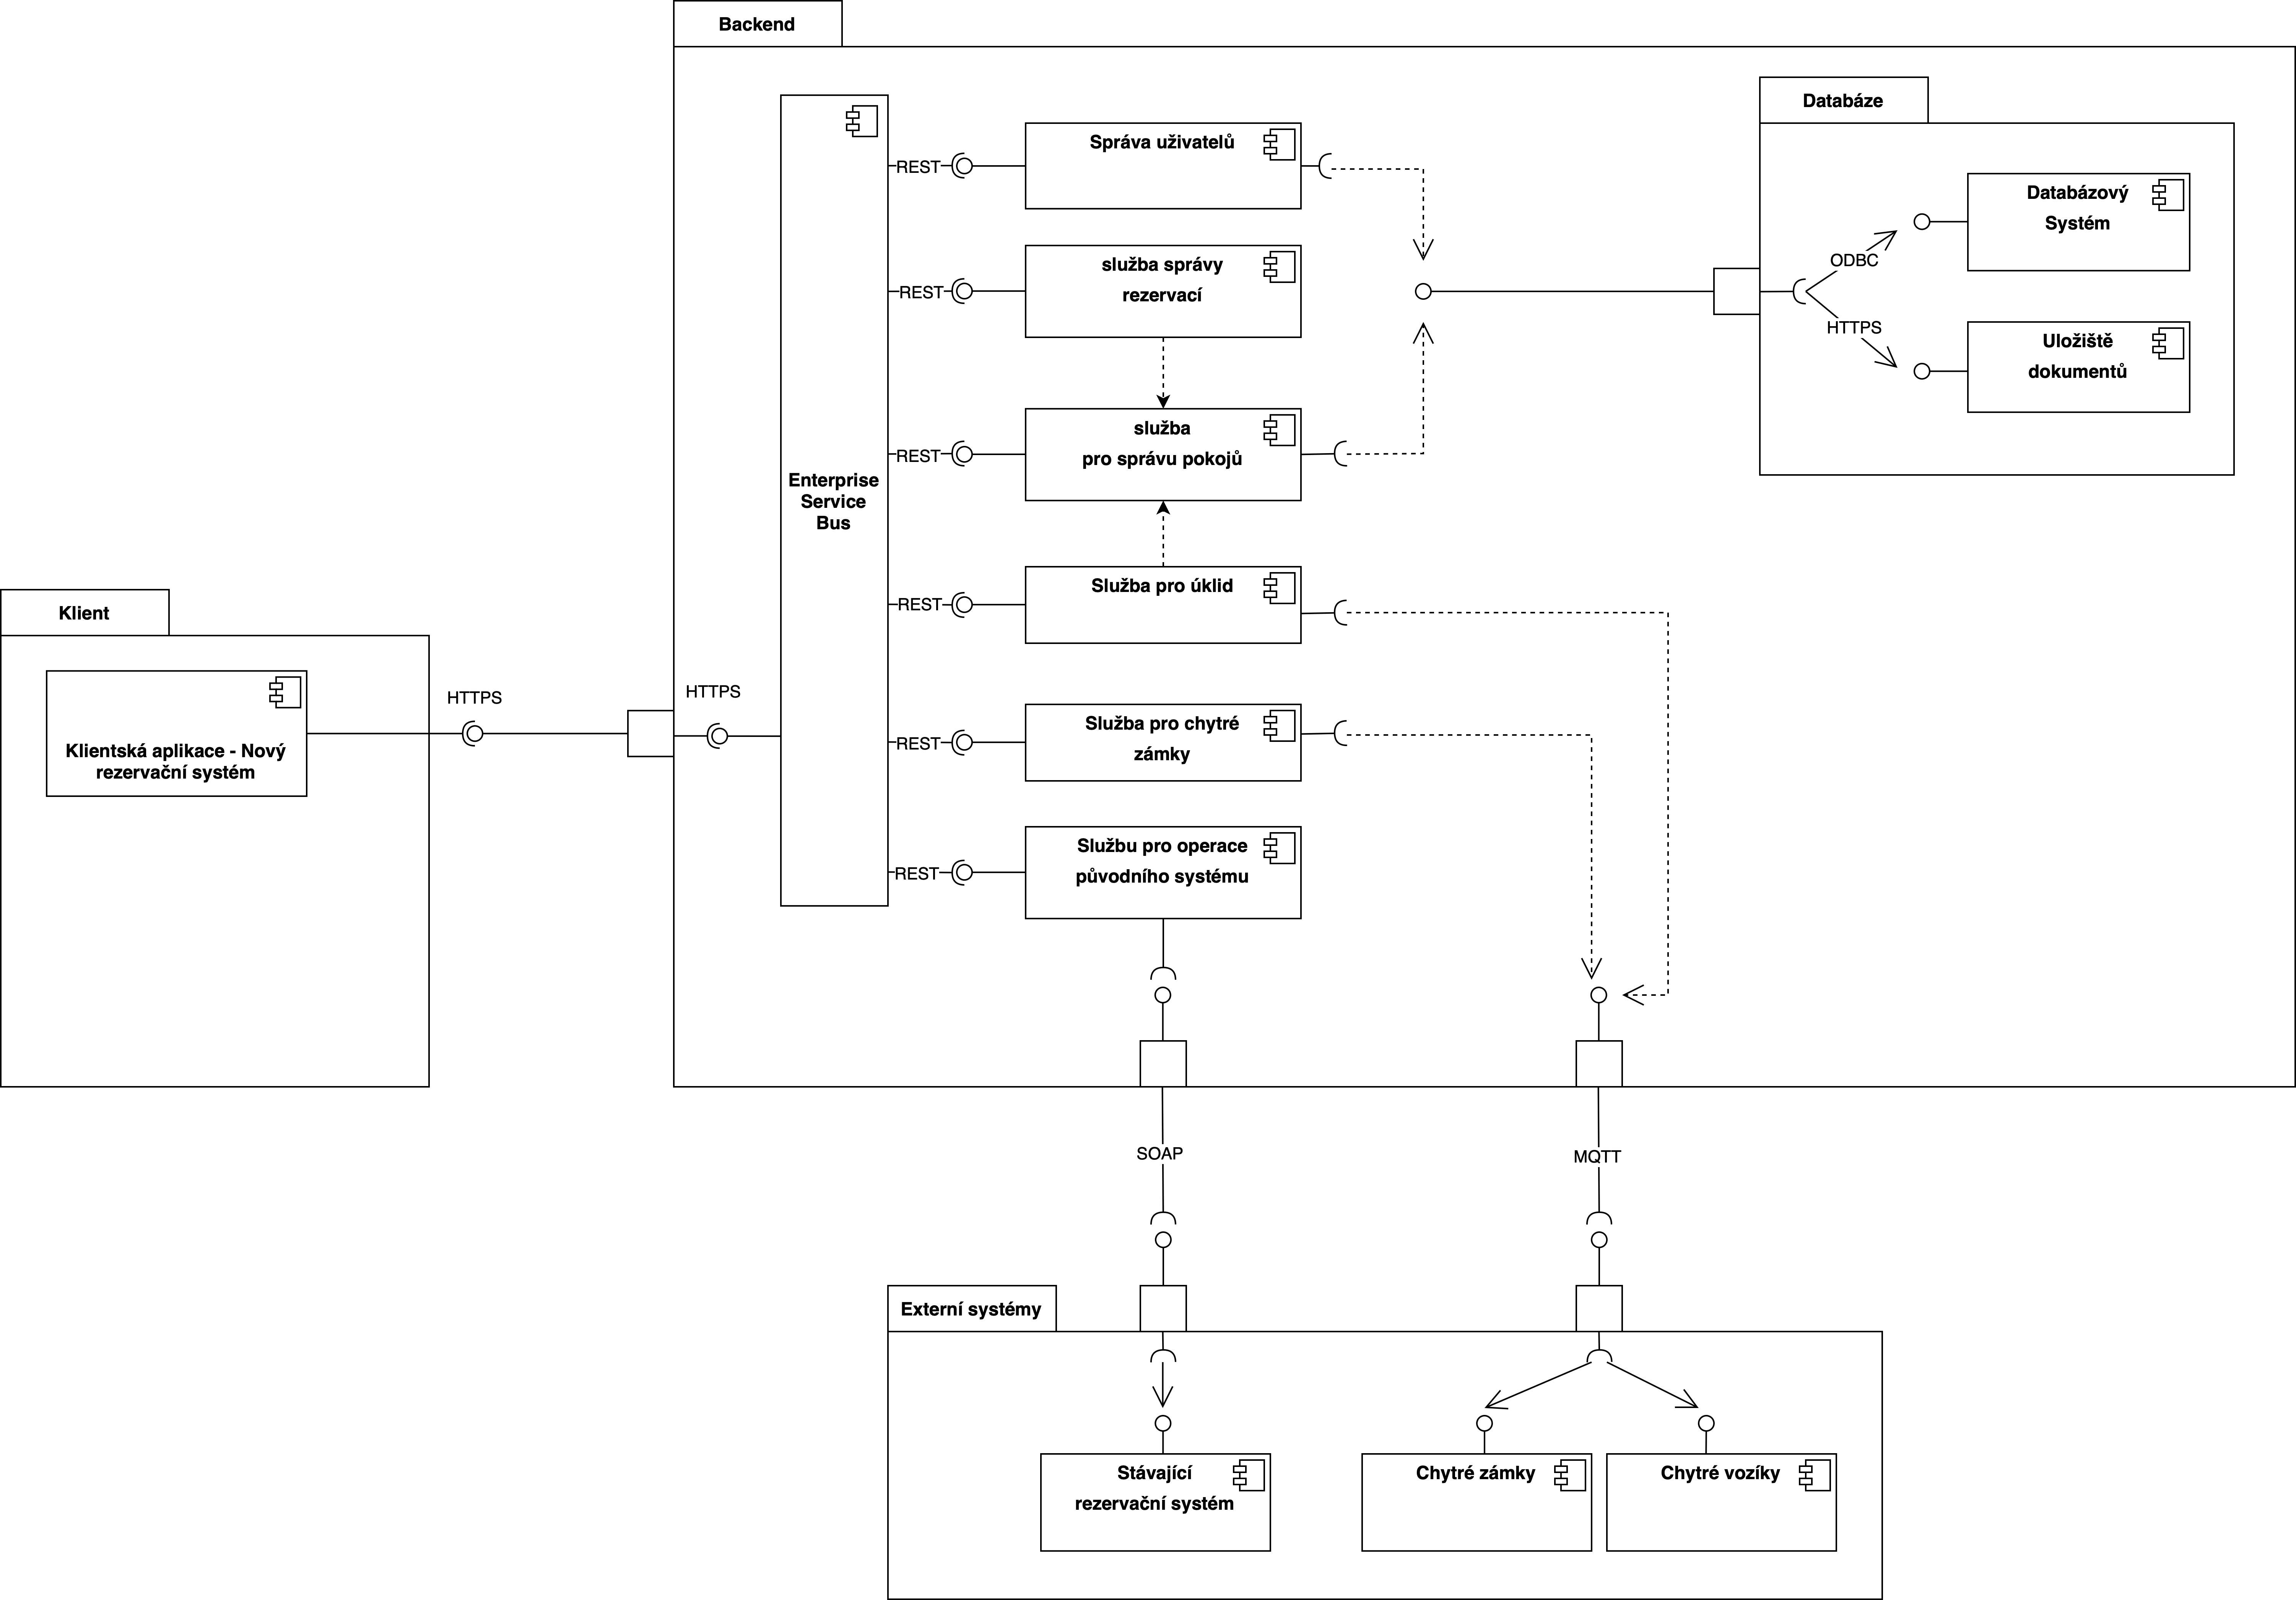 Backend
Databáze
Správa uživatelů
REST
Databázový
Systém
ODBC
služba správy
rezervací
REST
HTTPS
Uložiště
dokumentů
služba
pro správu pokojů
REST
Enterprise
Service
Bus
Služba pro úklid
REST
Klient
HTTPS
HTTPS
Klientská aplikace - Nový
rezervační systém
Služba pro chytré
zámky
REST
Službu pro operace
původního systému
REST
SOAP
MQTT
Externí systémy
Stávající
rezervační systém
Chytré zámky
Chytré vozíky